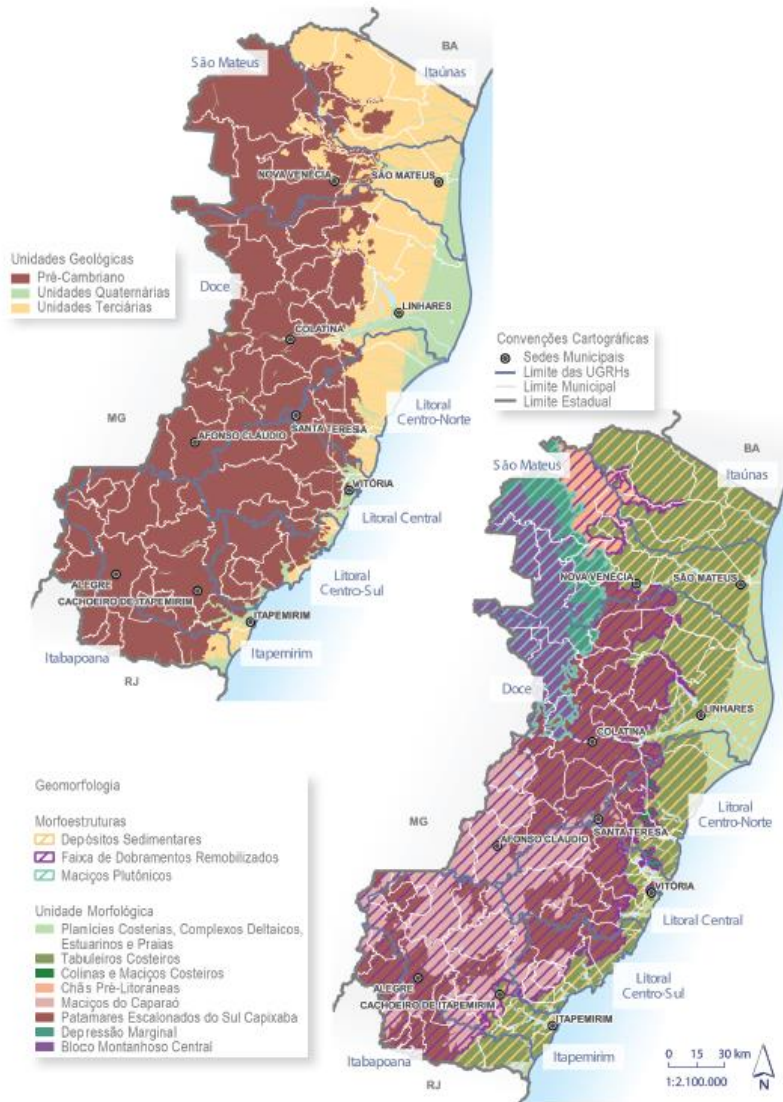 BA
São Mateus
Itaúnas
NOVA VENÉCIA
SÃO MATEUS
Unidades Geológicas
Pré-Cambriano
Unidades Quaternárias
Unidades Terciárias
Doce
LINHARES
COLATINA
Convenções Cartográficas
Sedes Municipais
Limite das UGRHs
Limite Municipal
Limite Estadual
MG
Litoral
Centro-Norte
SANTA TERESA
AFONSO CLÁUDIO
VITÓRIA
Litoral Central
Litoral
Centro-Sul
ALEGRE
CACHOEIRO DE ITAPEMIRIM
ITAPEMIRIM
Itabapoana
Itapemirim
RJ
BA
São Mateus
Itaúnas
NOVA VENÉCIA
SÃO MATEUS
Doce
LINHARES
COLATINA
Litoral
Centro-Norte
MG
SANTA TERESA
AFONSO CLÁUDIO
VITÓRIA
Litoral Central
Litoral
Centro-Sul
ALEGRE
CACHOEIRO DE ITAPEMIRIM
ITAPEMIRIM
Itabapoana
Itapemirim
RJ
Geomorfologia
Morfoestruturas
Depósitos Sedimentares
Faixa de Dobramentos Remobilizados
Maciços Plutônicos
Unidade Morfológica
Planícies Costerias, Complexos Deltaicos,
Estuarinos e Praias
Tabuleiros Costeiros
Colinas e Maciços Costeiros
Chãs Pré-Litorâneas
Maciços do Caparaó
Patamares Escalonados do Sul Capixaba
Depressão Marginal
Bloco Montanhoso Central
0 15 30 km
1:2.100.000
N